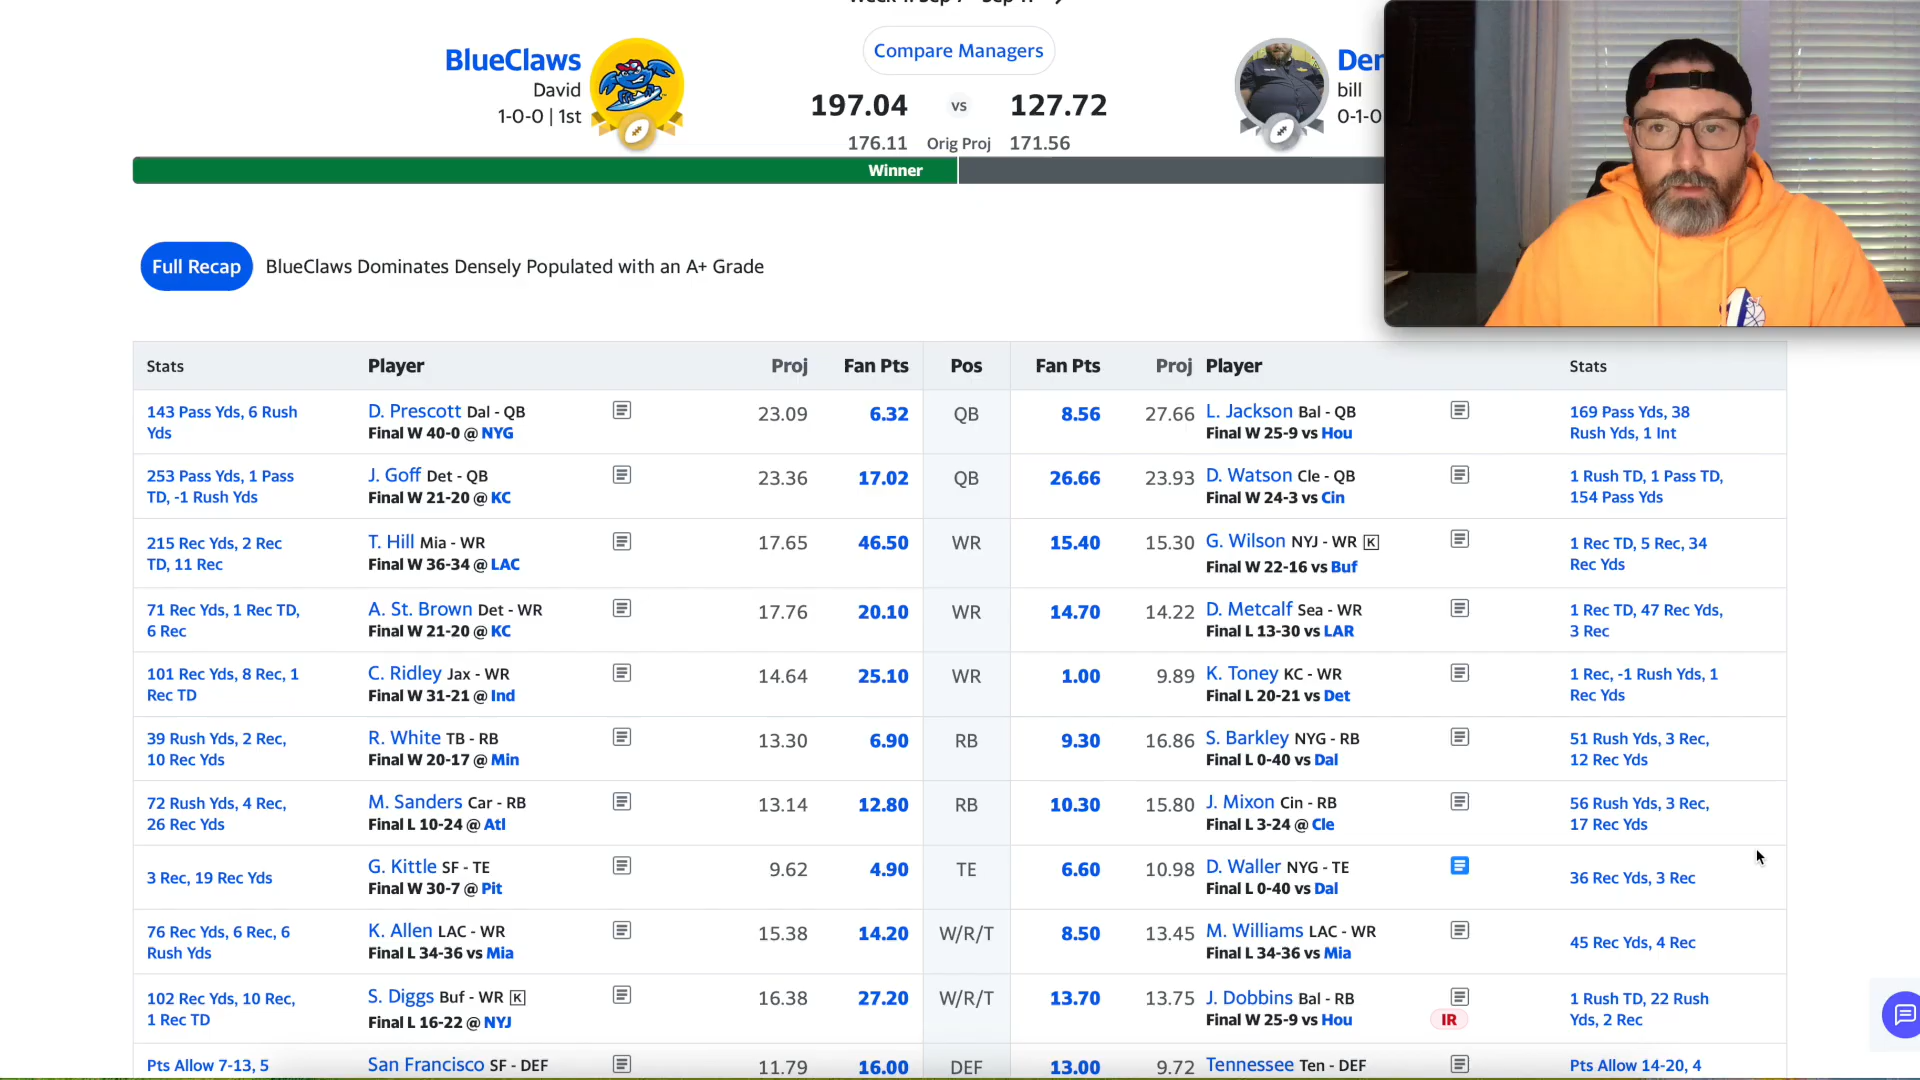 BlueClaws
David
1-0-0 | 1st
Compare Managers
197.04 vs 127.72
176.11 Orig Proj 171.56
bill
0-1-0
Winner
Full Recap BlueClaws Dominates Densely Populated with an A+ Grade
Stats Player Proj Fan Pts Pos Fan Pts Proj Player Stats
143 Pass Yds, 6 Rush Yds D. Prescott Dal - QB 23.09 6.32 QB 8.56 27.66 L. Jackson Bal - QB 169 Pass Yds, 38 Rush Yds, 1 Int
Final W 40-0 @ NYG Final W 25-9 vs Hou
253 Pass Yds, 1 Pass TD, -1 Rush Yds J. Goff Det - QB 23.36 17.02 QB 26.66 23.93 D. Watson Cle - QB 1 Rush TD, 1 Pass TD, 154 Pass Yds
Final W 21-20 @ KC Final W 24-3 vs Cin
215 Rec Yds, 2 Rec TD, 11 Rec T. Hill Mia - WR 17.65 46.50 WR 15.40 15.30 G. Wilson NYJ - WR K 1 Rec TD, 5 Rec, 34 Rec Yds
Final W 36-34 @ LAC Final W 22-16 vs Buf
71 Rec Yds, 1 Rec TD, 6 Rec A. St. Brown Det - WR 17.76 20.10 WR 14.70 14.22 D. Metcalf Sea - WR 1 Rec TD, 47 Rec Yds, 3 Rec
Final W 21-20 @ KC Final L 13-30 vs LAR
101 Rec Yds, 8 Rec, 1 Rec TD C. Ridley Jax - WR 14.64 25.10 WR 1.00 9.89 K. Toney KC - WR 1 Rec, -1 Rush Yds, 1 Rec Yds
Final W 31-21 @ Ind Final L 20-21 vs Det
39 Rush Yds, 2 Rec, 10 Rec Yds R. White TB - RB 13.30 6.90 RB 9.30 16.86 S. Barkley NYG - RB 51 Rush Yds, 3 Rec, 12 Rec Yds
Final W 20-17 @ Min Final L 0-40 vs Dal
72 Rush Yds, 4 Rec, 26 Rec Yds M. Sanders Car - RB 13.14 12.80 RB 10.30 15.80 J. Mixon Cin - RB 56 Rush Yds, 3 Rec, 17 Rec Yds
Final L 10-24 @ Atl Final L 3-24 @ Cle
3 Rec, 19 Rec Yds G. Kittle SF - TE 9.62 4.90 TE 6.60 10.98 D. Waller NYG - TE 36 Rec Yds, 3 Rec
Final W 30-7 @ Pit Final L 0-40 vs Dal
76 Rec Yds, 6 Rec, 6 Rush Yds K. Allen LAC - WR 15.38 14.20 W/R/T 8.50 13.45 M. Williams LAC - WR 45 Rec Yds, 4 Rec
Final L 34-36 vs Mia Final L 34-36 vs Mia
102 Rec Yds, 10 Rec, 1 Rec TD S. Diggs Buf - WR K 16.38 27.20 W/R/T 13.70 13.75 J. Dobbins Bal - RB 1 Rush TD, 22 Rush Yds, 2 Rec
Final L 16-22 @ NYJ Final W 25-9 vs Hou IR
Pts Allow 7-13, 5 San Francisco SF - DEF 11.79 16.00 DEF 13.00 9.72 Tennessee Ten - DEF Pts Allow 14-20, 4